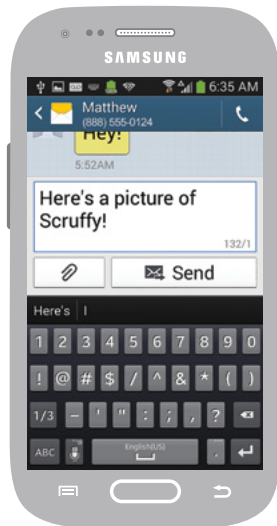 SAMSUNG
6:35 AM
Matthew
(888) 555-0124
Hey!
5:52AM
Here's a picture of
Scruffy!
132/1
Send
Here's I
1 2 3 4 5 6 7 8 9 0
! @ # $ / ^ & * ( )
1/3 - ' " : ; , ?
ABC English(US) .